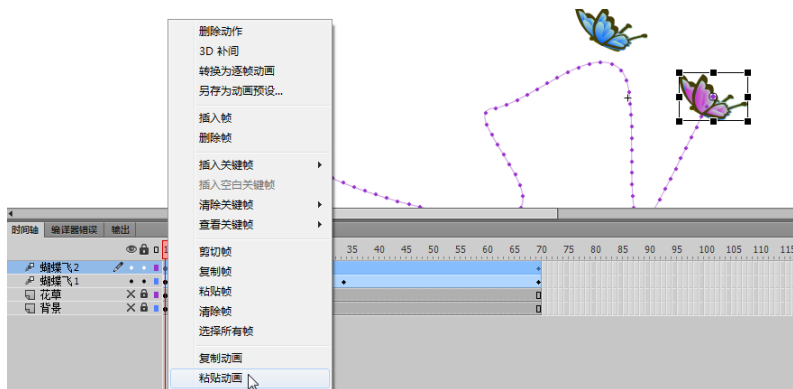 删除动作
3D 补间
转换为逐帧动画
另存为动画预设...
插入帧
删除帧
插入关键帧
插入空白关键帧
清除关键帧
查看关键帧
剪切帧
复制帧
粘贴帧
清除帧
选择所有帧
复制动画
粘贴动画
时间轴 编译器错误 输出
35 40 45 50 55 60 65 70 75 80 85 90 95 100 105 110 115
蝴蝶飞2
蝴蝶飞1
花草
背景